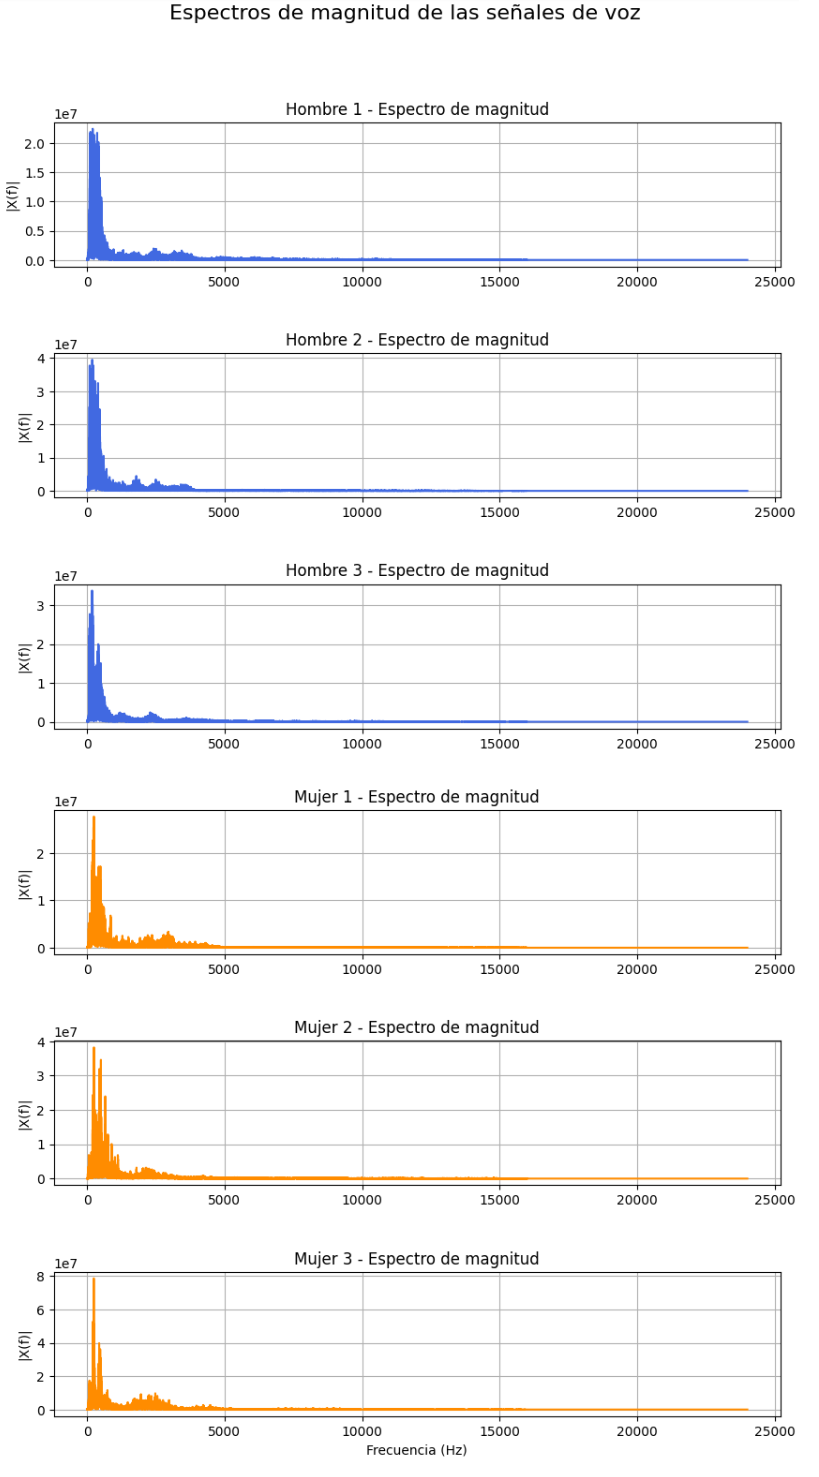 Espectros de magnitud de las señales de voz
Hombre 1 - Espectro de magnitud
1e7
2.0
1.5
1.0
0.5
0.0
|X(f)|
0 5000 10000 15000 20000 25000
Hombre 2 - Espectro de magnitud
1e7
4
3
2
1
0
|X(f)|
0 5000 10000 15000 20000 25000
Hombre 3 - Espectro de magnitud
1e7
3
2
1
0
|X(f)|
0 5000 10000 15000 20000 25000
Mujer 1 - Espectro de magnitud
1e7
2
1
0
|X(f)|
0 5000 10000 15000 20000 25000
Mujer 2 - Espectro de magnitud
1e7
4
3
2
1
0
|X(f)|
0 5000 10000 15000 20000 25000
Mujer 3 - Espectro de magnitud
1e7
8
6
4
2
0
|X(f)|
0 5000 10000 15000 20000 25000
Frecuencia (Hz)